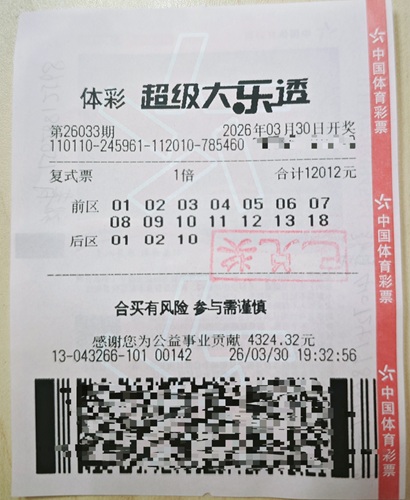 体彩 超级大乐透
第26033期 2026年03月30日开奖
110110-245961-112010-785460
复式票 1倍 合计12012元
前区 01 02 03 04 05 06 07
08 09 10 11 12 13 18
后区 01 02 10
已兑奖
合买有风险 参与需谨慎
感谢您为公益事业贡献 4324.32元
13-043266-101 00142 26/03/30 19:32:56
中国体育彩票
中国体育彩票
中国体育彩票